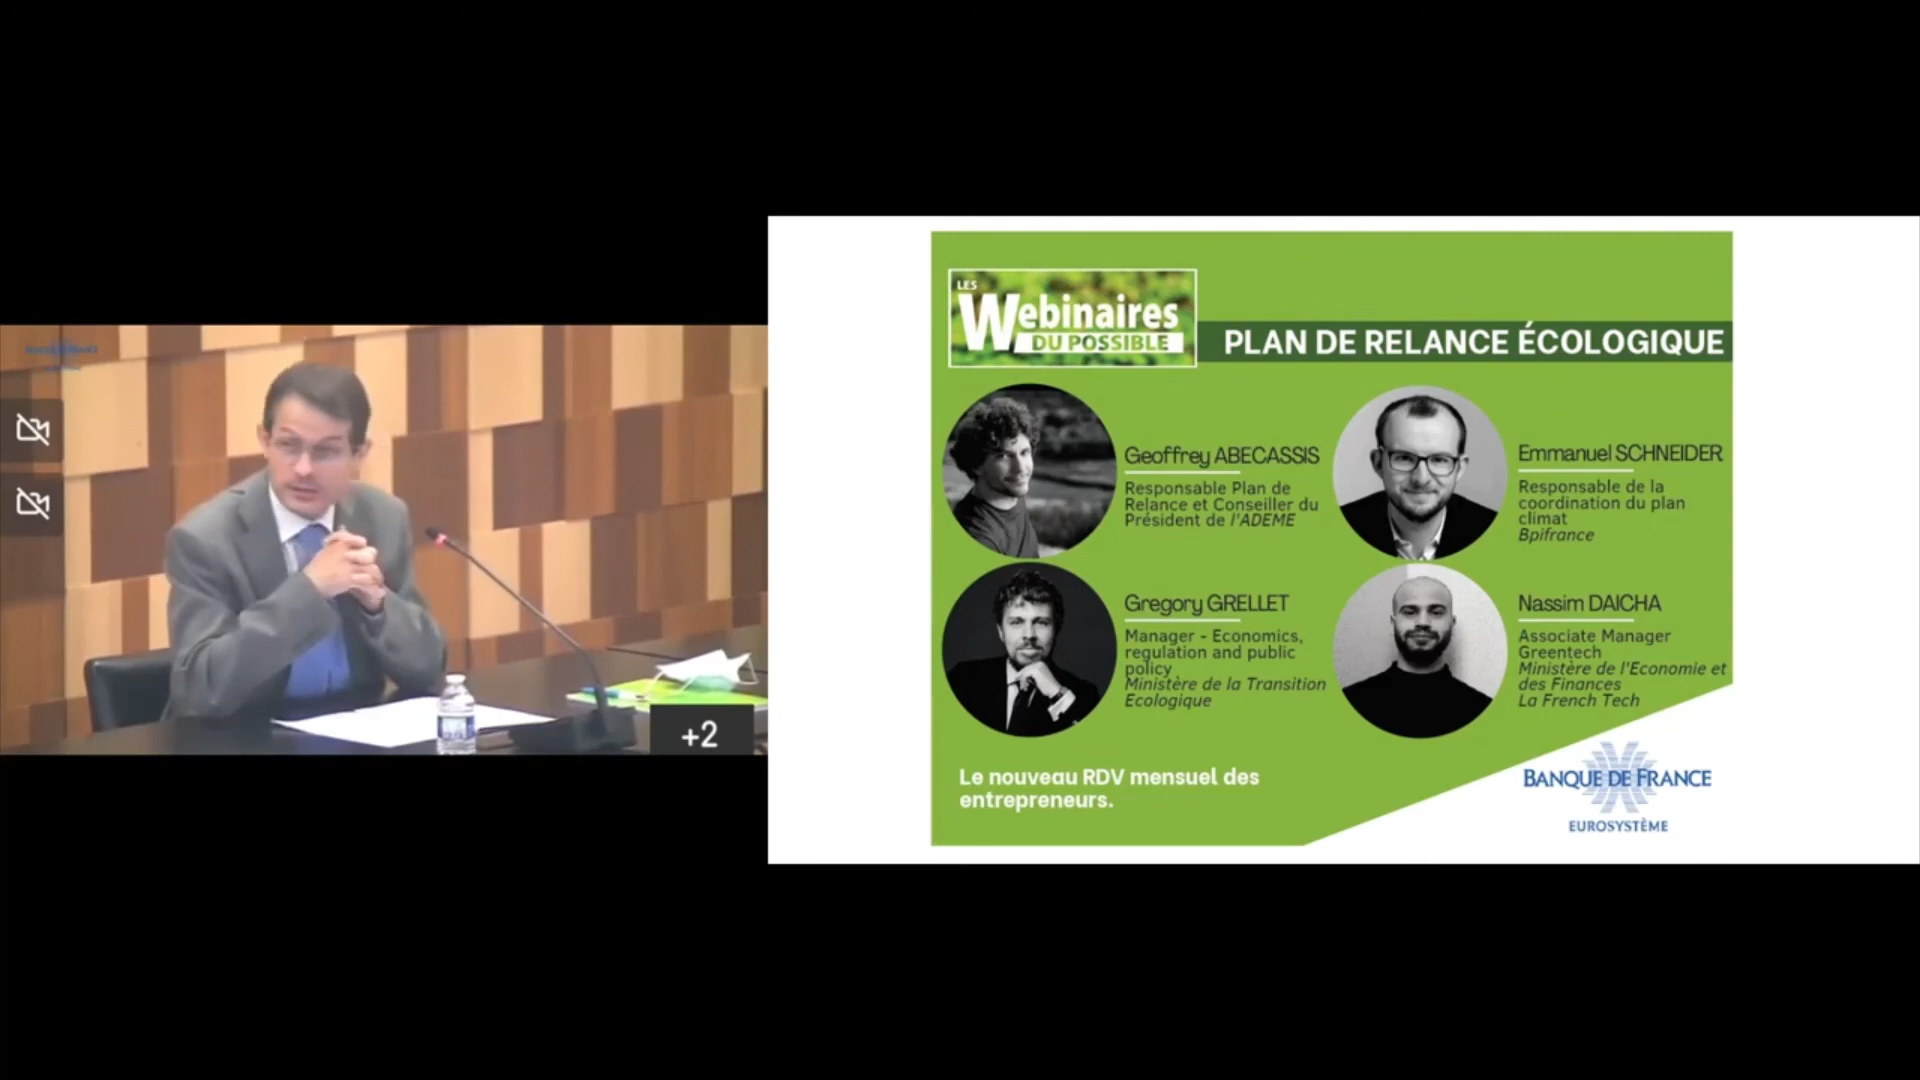 +2
LES
Webinaires
DU POSSIBLE
PLAN DE RELANCE ÉCOLOGIQUE
Geoffrey ABECASSIS
Responsable Plan de
Relance et Conseiller du
Président de l'ADEME
Emmanuel SCHNEIDER
Responsable de la
coordination du plan
climat
Bpifrance
Gregory GRELLET
Manager - Economics,
regulation and public
policy
Ministère de la Transition
Ecologique
Nassim DAICHA
Associate Manager
Greentech
Ministère de l'Economie et
des Finances
La French Tech
Le nouveau RDV mensuel des
entrepreneurs.
BANQUE DE FRANCE
EUROSYSTÈME